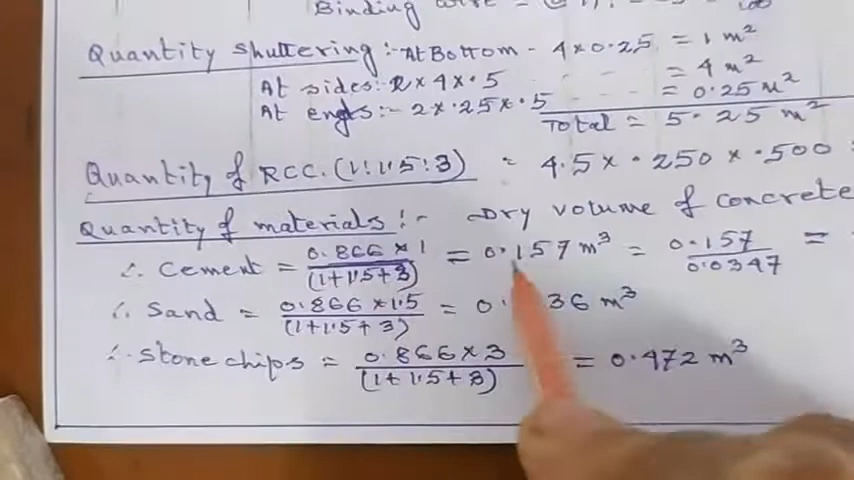 Binding
Quantity Shuttering :- At Bottom - 4×0.25 = 1 m²
At sides:- 2×4×.5 = 4 m²
At ends:- 2×.25×.5 = 0.25 m²
Total = 5.25 m²
Quantity of RCC. (1:1.5:3) = 4.5×.250×.500
Quantity of materials:- Dry volume of concrete
∴ Cement = 0.866×1 / (1+1.5+3) = 0.157 m³ = 0.157 / 0.0347 =
∴ Sand = 0.866×1.5 / (1+1.5+3) = 0. 36 m³
∴ Stone chips = 0.866×3 / (1+1.5+3) = 0.472 m³